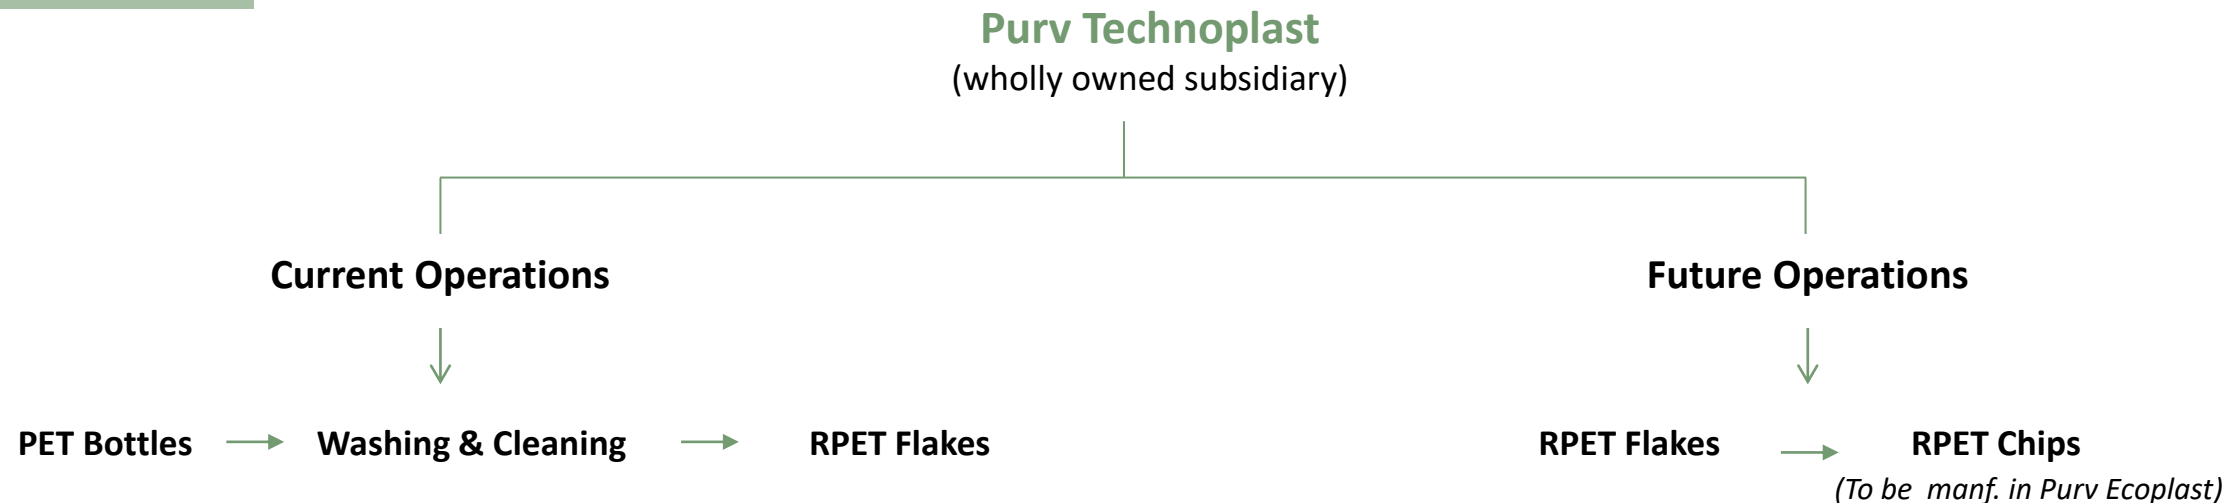 Purv Technoplast
(wholly owned subsidiary)
Current Operations
Future Operations
PET Bottles
Washing & Cleaning
RPET Flakes
RPET Flakes
RPET Chips
(To be manf. in Purv Ecoplast)